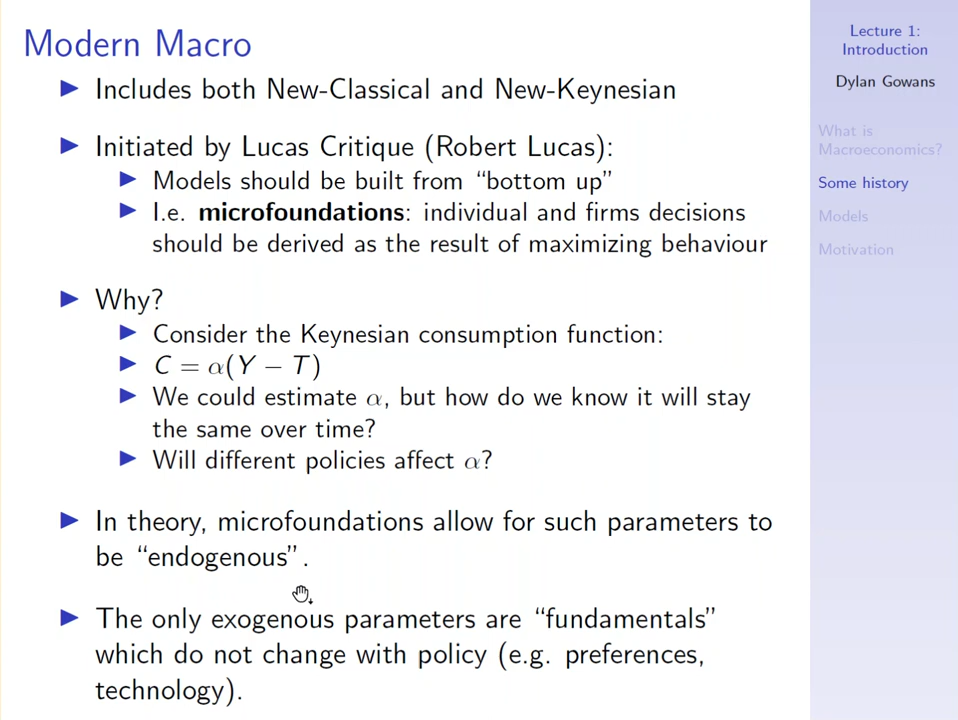 Modern Macro
▶ Includes both New-Classical and New-Keynesian
▶ Initiated by Lucas Critique (Robert Lucas):
▶ Models should be built from “bottom up”
▶ I.e. microfoundations: individual and firms decisions
should be derived as the result of maximizing behaviour
▶ Why?
▶ Consider the Keynesian consumption function:
▶ C = α(Y − T)
▶ We could estimate α, but how do we know it will stay
the same over time?
▶ Will different policies affect α?
▶ In theory, microfoundations allow for such parameters to
be “endogenous”.
▶ The only exogenous parameters are “fundamentals”
which do not change with policy (e.g. preferences,
technology).
Lecture 1:
Introduction
Dylan Gowans
What is
Macroeconomics?
Some history
Models
Motivation